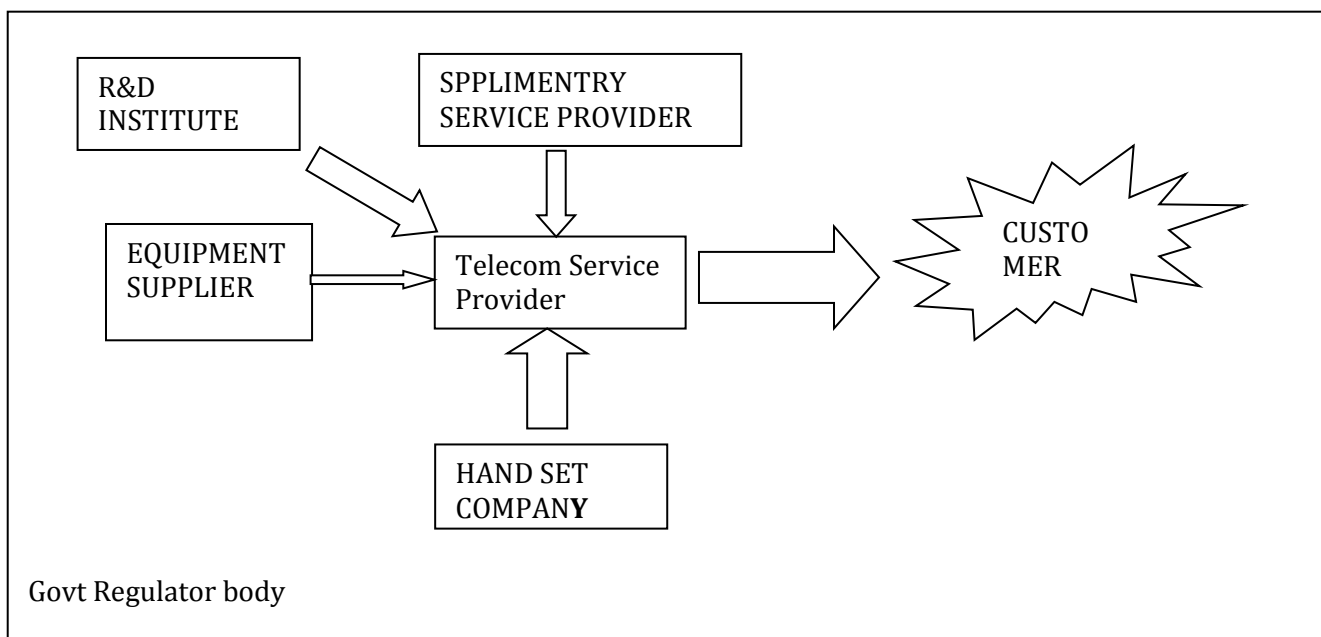 R&D
INSTITUTE
SPPLIMENTRY
SERVICE PROVIDER
EQUIPMENT
SUPPLIER
Telecom Service
Provider
CUSTO
MER
HAND SET
COMPANY
Govt Regulator body